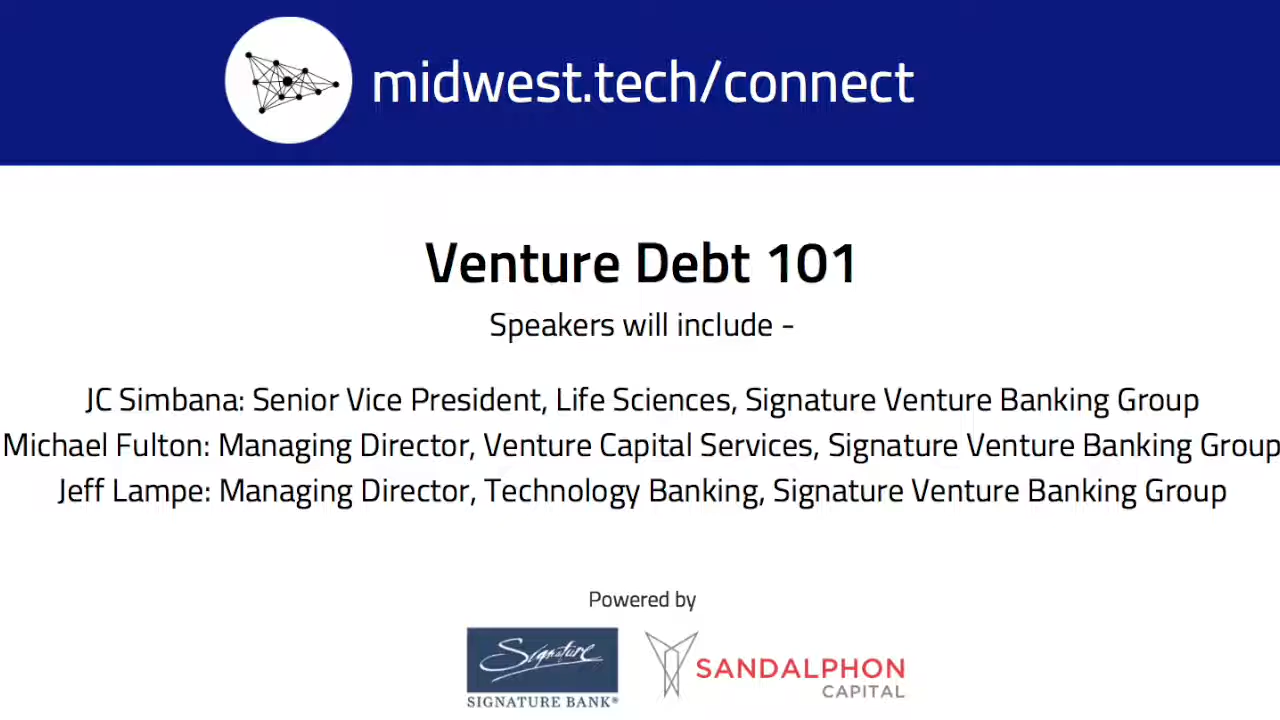 midwest.tech/connect
Venture Debt 101
Speakers will include -
JC Simbana: Senior Vice President, Life Sciences, Signature Venture Banking Group
Michael Fulton: Managing Director, Venture Capital Services, Signature Venture Banking Group
Jeff Lampe: Managing Director, Technology Banking, Signature Venture Banking Group
Powered by
Signature
SIGNATURE BANK®
SANDALPHON
CAPITAL